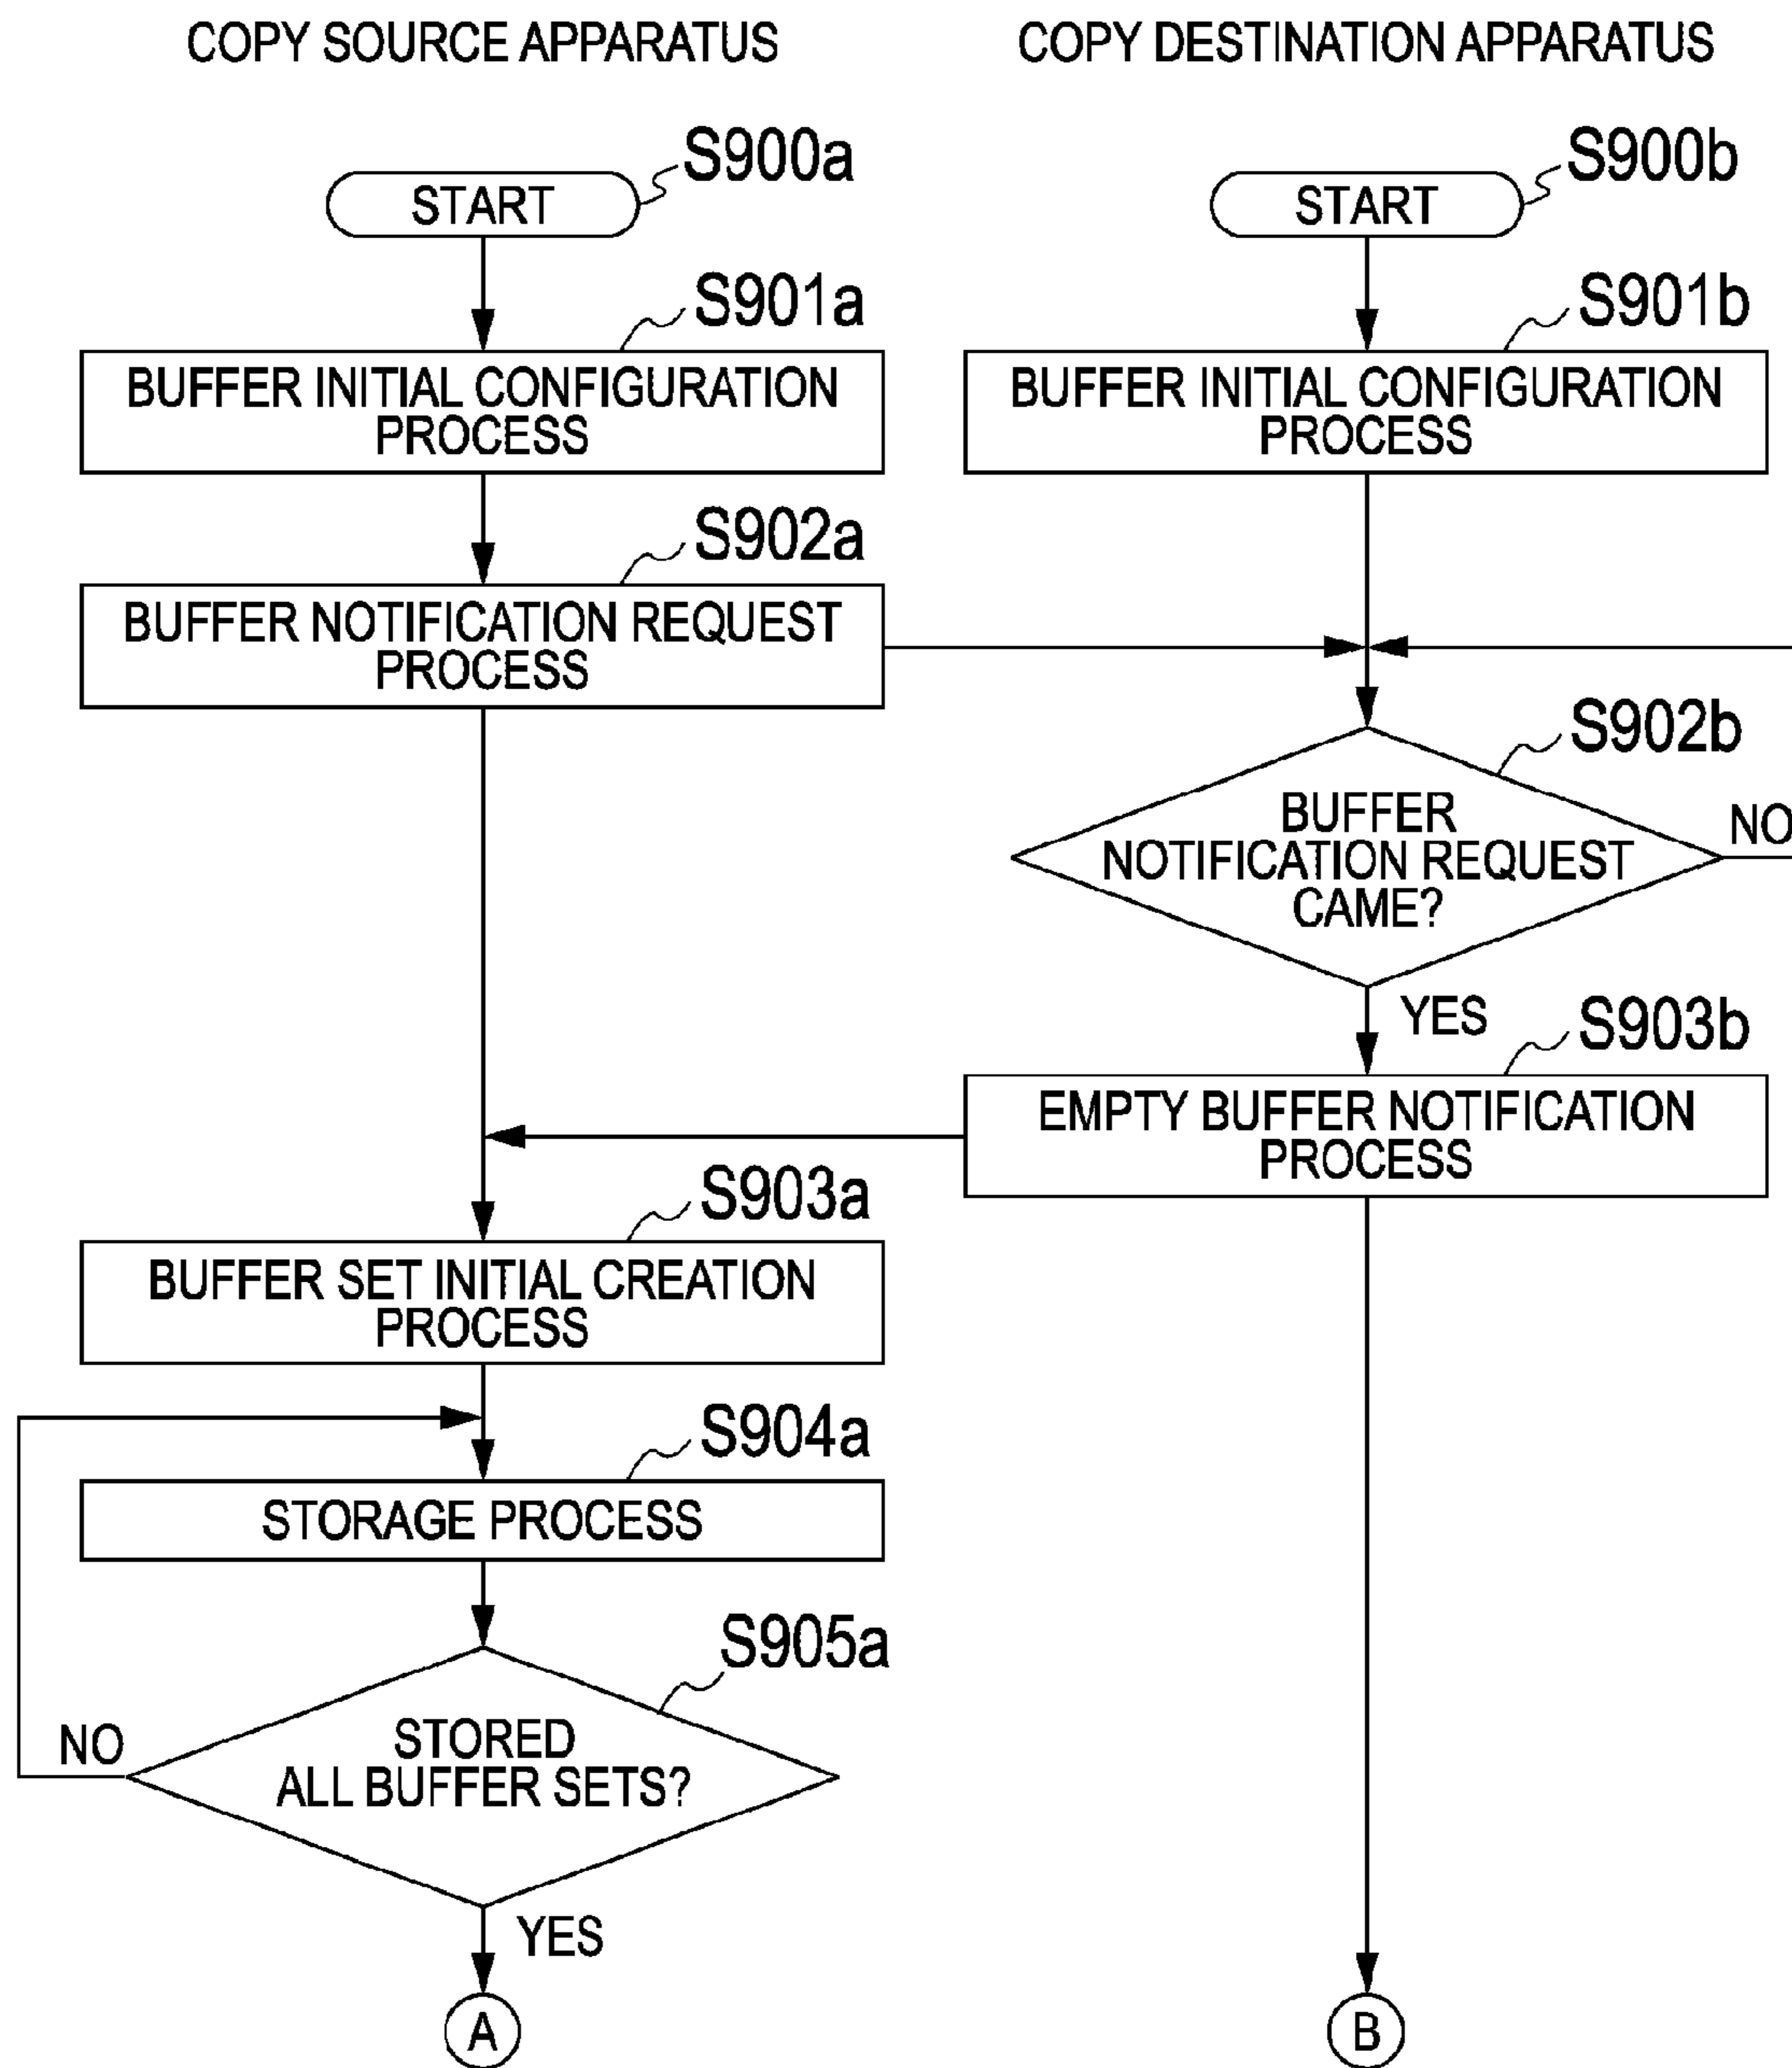 COPY SOURCE APPARATUS
COPY DESTINATION APPARATUS
S900a
START
S900b
START
S901a
BUFFER INITIAL CONFIGURATION
PROCESS
S901b
BUFFER INITIAL CONFIGURATION
PROCESS
S902a
BUFFER NOTIFICATION REQUEST
PROCESS
S902b
BUFFER
NOTIFICATION REQUEST
CAME?
NO
YES
S903b
EMPTY BUFFER NOTIFICATION
PROCESS
S903a
BUFFER SET INITIAL CREATION
PROCESS
S904a
STORAGE PROCESS
S905a
STORED
ALL BUFFER SETS?
NO
YES
A
B